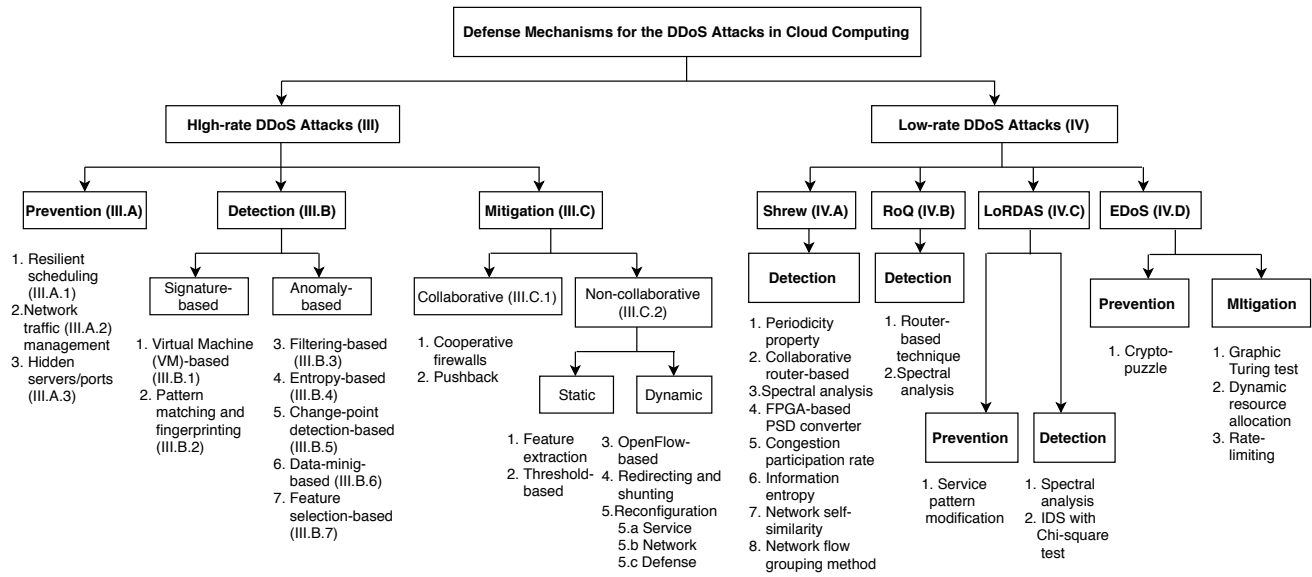 Defense Mechanisms for the DDoS Attacks in Cloud Computing
HIgh-rate DDoS Attacks (III)
Low-rate DDoS Attacks (IV)
Prevention (III.A)
Detection (III.B)
Mitigation (III.C)
Shrew (IV.A)
RoQ (IV.B)
LoRDAS (IV.C)
EDoS (IV.D)
1. Resilient
scheduling
(III.A.1)
2.Network
traffic (III.A.2)
management
3. Hidden
servers/ports
(III.A.3)
Signature-
based
1. Virtual Machine
(VM)-based
(III.B.1)
2. Pattern
matching and
fingerprinting
(III.B.2)
Anomaly-
based
3. Filtering-based
(III.B.3)
4. Entropy-based
(III.B.4)
5. Change-point
detection-based
(III.B.5)
6. Data-minig-
based (III.B.6)
7. Feature
selection-based
(III.B.7)
Collaborative (III.C.1)
1. Cooperative
firewalls
2. Pushback
Non-collaborative
(III.C.2)
Static
1. Feature
extraction
2. Threshold-
based
Dynamic
3. OpenFlow-
based
4. Redirecting and
shunting
5.Reconfiguration
5.a Service
5.b Network
5.c Defense
Detection
1. Periodicity
property
2. Collaborative
router-based
3.Spectral analysis
4. FPGA-based
PSD converter
5. Congestion
participation rate
6. Information
entropy
7. Network self-
similarity
8. Network flow
grouping method
Detection
1. Router-
based
technique
2.Spectral
analysis
Prevention
1. Service
pattern
modification
Detection
1. Spectral
analysis
2. IDS with
Chi-square
test
Prevention
1. Crypto-
puzzle
MItigation
1. Graphic
Turing test
2. Dynamic
resource
allocation
3. Rate-
limiting